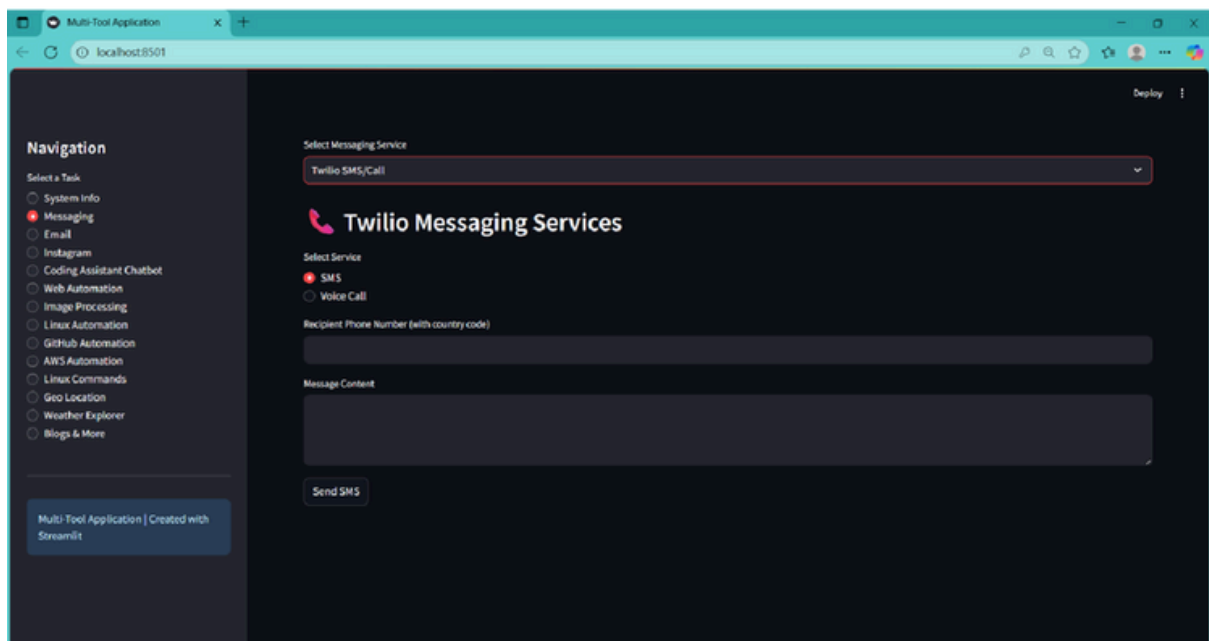 Multi-Tool Application
localhost:8501
Deploy
Navigation
Select a Task
System Info
Messaging
Email
Instagram
Coding Assistant Chatbot
Web Automation
Image Processing
Linux Automation
GitHub Automation
AWS Automation
Linux Commands
Geo Location
Weather Explorer
Blogs & More
Multi-Tool Application | Created with
Streamlit
Select Messaging Service
Twilio SMS/Call
Twilio Messaging Services
Select Service
SMS
Voice Call
Recipient Phone Number (with country code)
Message Content
Send SMS